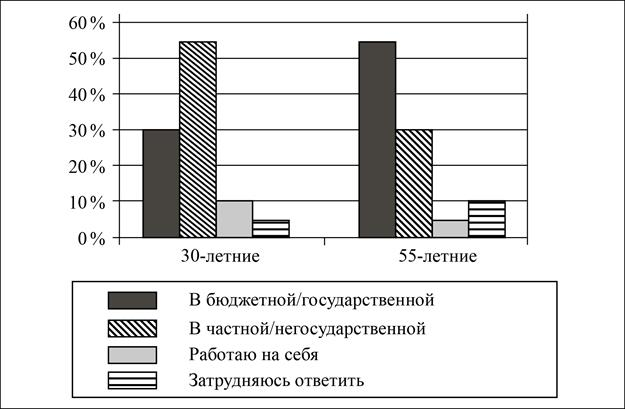 60 %
50 %
40 %
30 %
20 %
10 %
0 %
30-летние 55-летние
В бюджетной/государственной
В частной/негосударственной
Работаю на себя
Затрудняюсь ответить